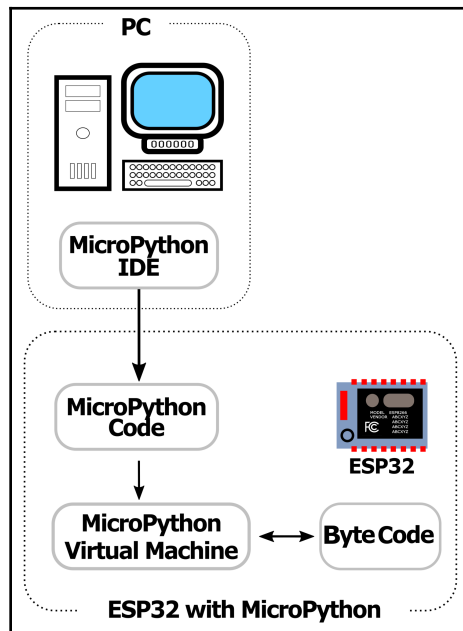 PC
MicroPython
IDE
MicroPython
Code
MODEL ESP8266
VENDOR ABCXYZ
ABCXYZ
FC ABCXYZ
ABCXYZ
ESP32
MicroPython
Virtual Machine
Byte Code
ESP32 with MicroPython